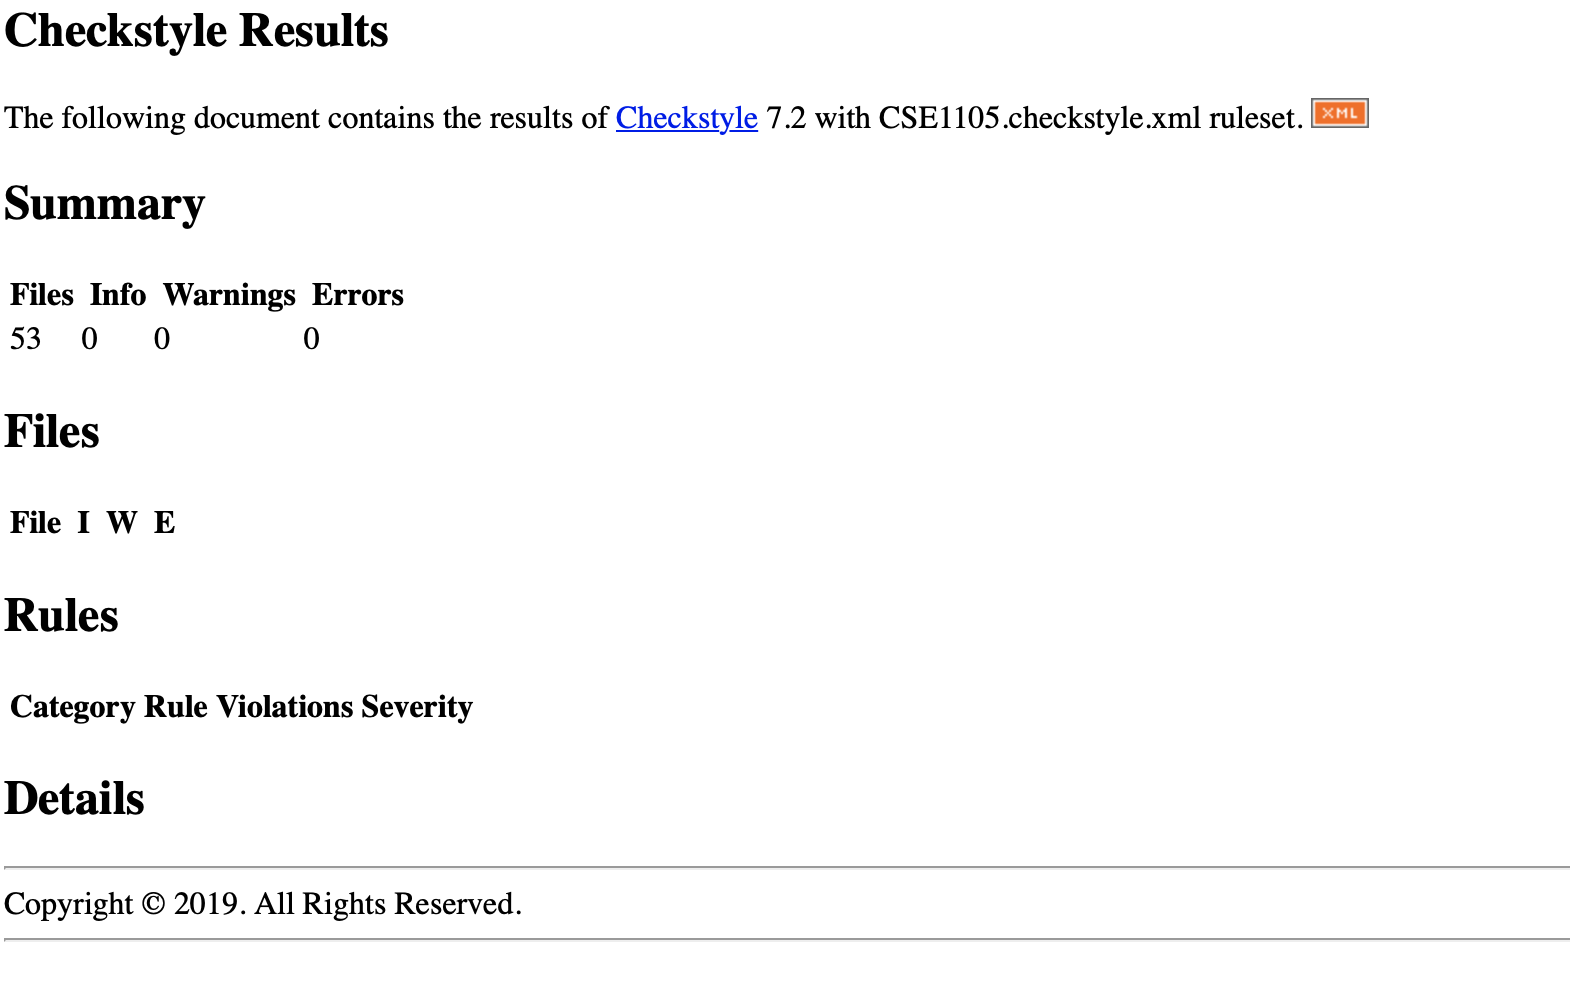 Checkstyle Results
The following document contains the results of Checkstyle 7.2 with CSE1105.checkstyle.xml ruleset. XML
Summary
Files Info Warnings Errors
53 0 0 0
Files
File I W E
Rules
Category Rule Violations Severity
Details
Copyright © 2019. All Rights Reserved.